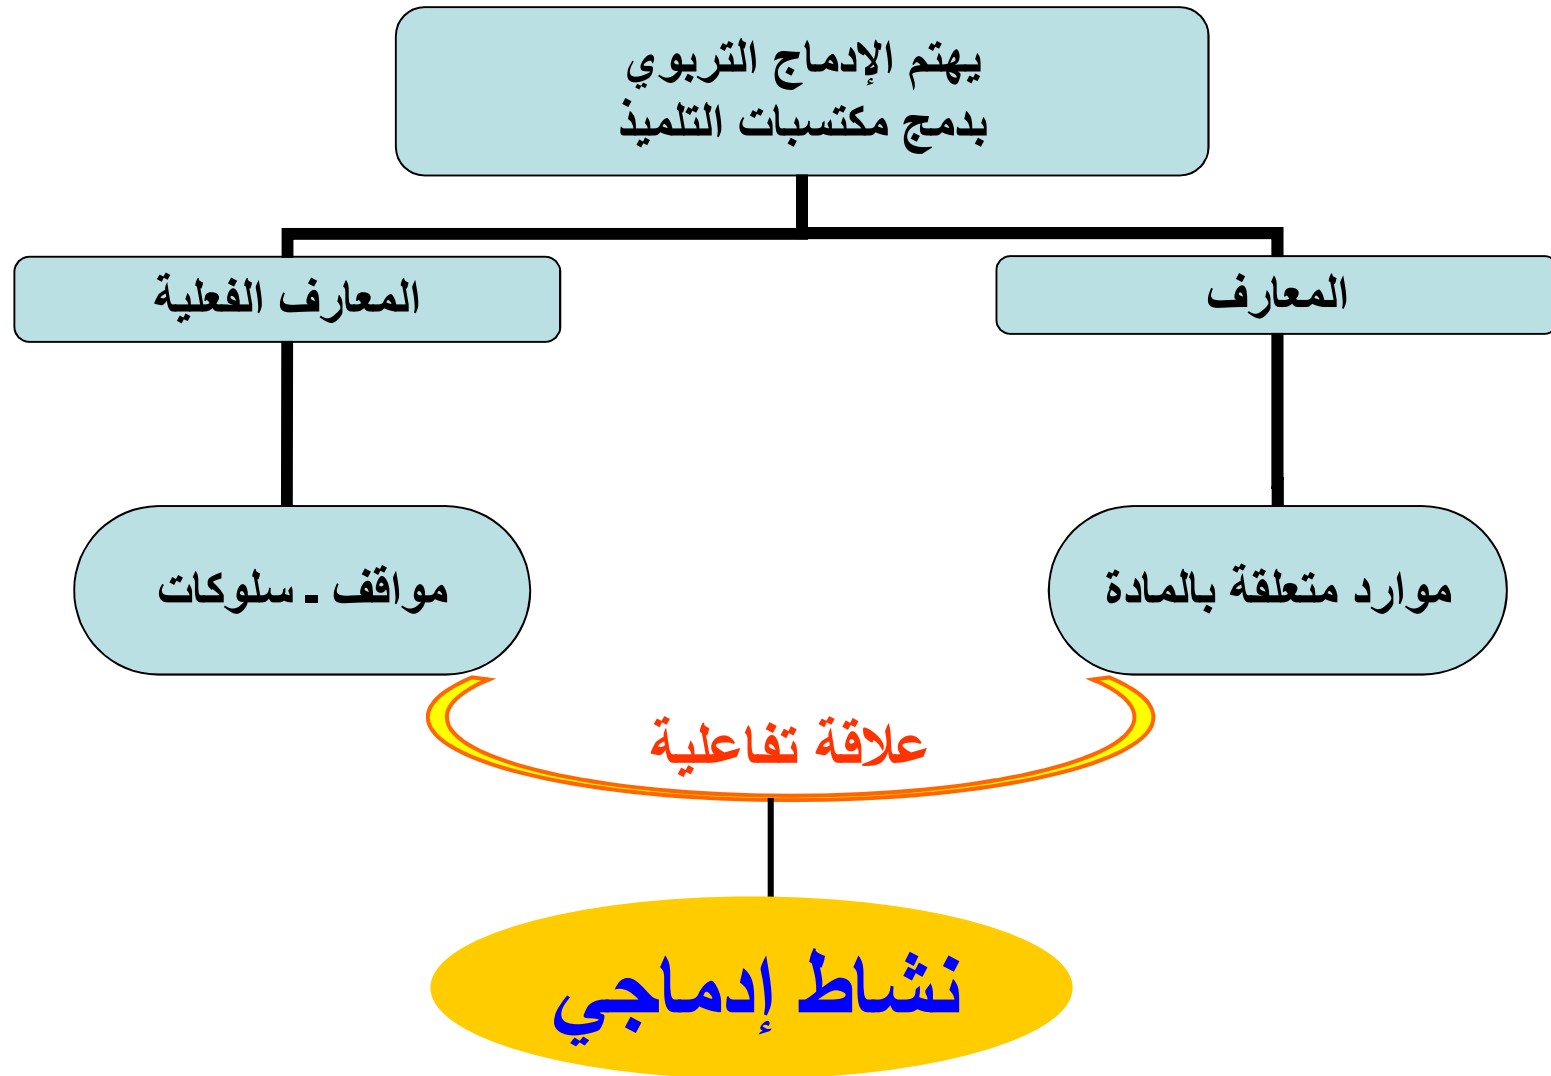 يهتم الإدماج التربوي
بدمج مكتسبات التلميذ
المعارف
المعارف الفعلية
موارد متعلقة بالمادة
مواقف - سلوكات
علاقة تفاعلية
نشاط إدماجي